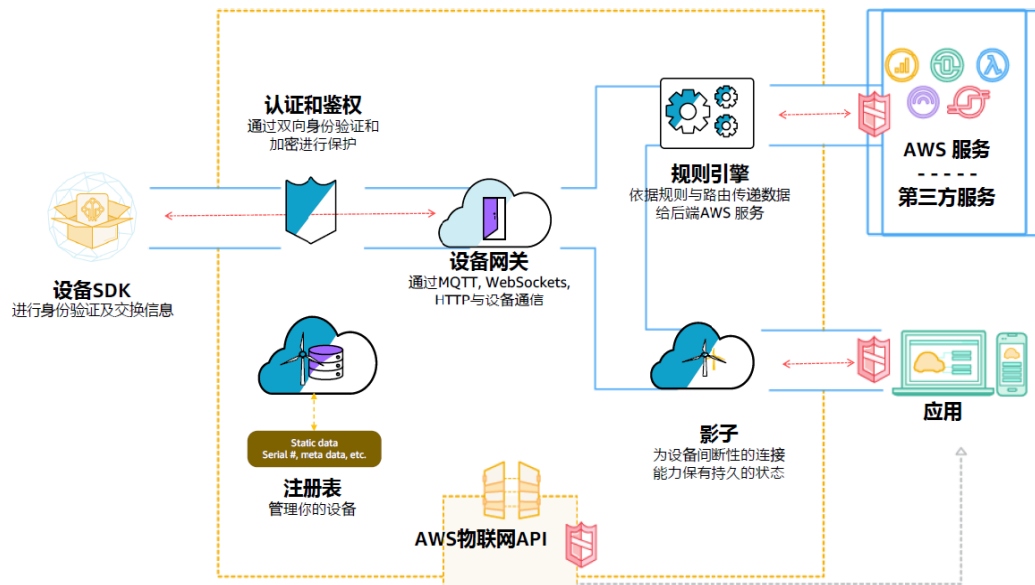 认证和鉴权
通过双向身份验证和
加密进行保护
规则引擎
依据规则与路由传递数据
给后端AWS 服务
AWS 服务
第三方服务
设备SDK
进行身份验证及交换信息
设备网关
通过MQTT, WebSockets,
HTTP与设备通信
Static data
Serial #, meta data, etc.
注册表
管理你的设备
影子
为设备间断性的连接
能力保有持久的状态
应用
AWS物联网API